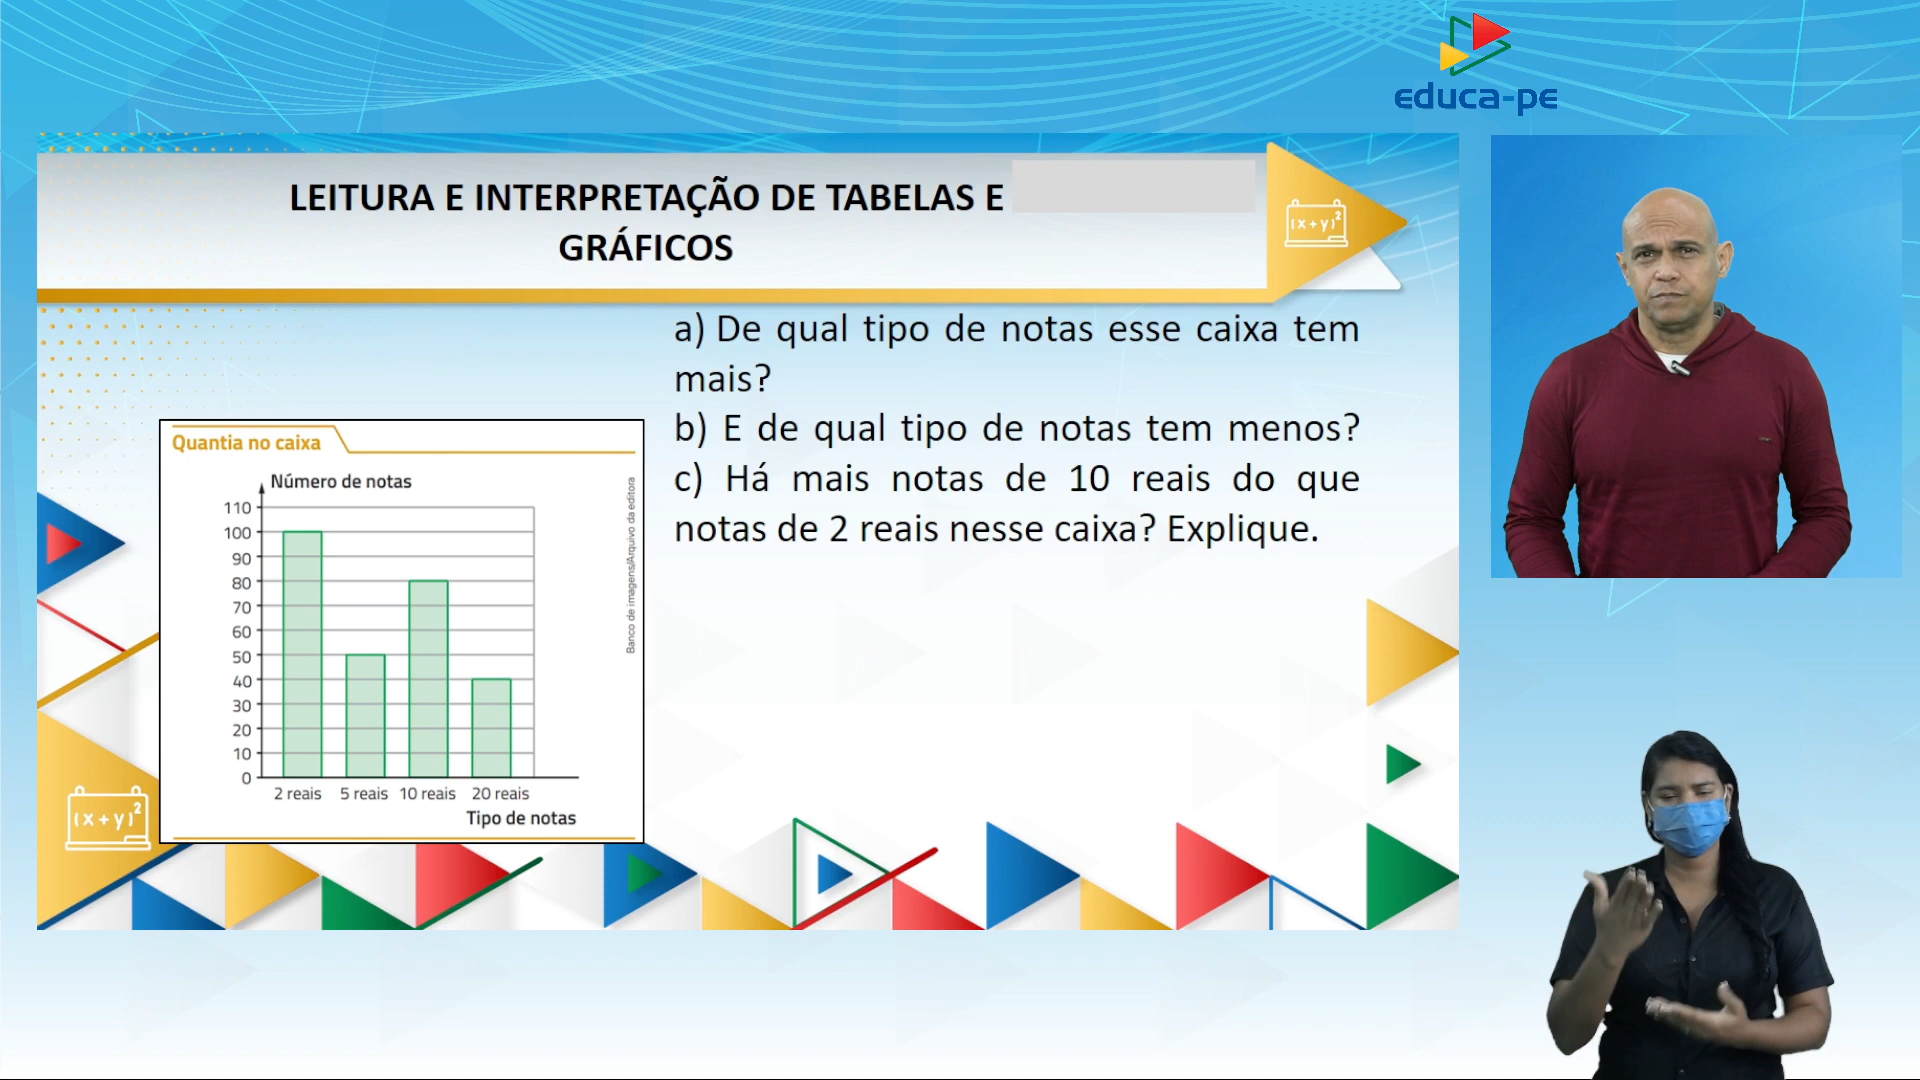 educa-pe
LEITURA E INTERPRETAÇÃO DE TABELAS E
GRÁFICOS
(x+y)²
a) De qual tipo de notas esse caixa tem
mais?
b) E de qual tipo de notas tem menos?
c) Há mais notas de 10 reais do que
notas de 2 reais nesse caixa? Explique.
Quantia no caixa
Número de notas
110
100
90
80
70
60
50
40
30
20
10
0
2 reais 5 reais 10 reais 20 reais
Tipo de notas
Banco de imagens/Arquivo da editora
(x+y)²